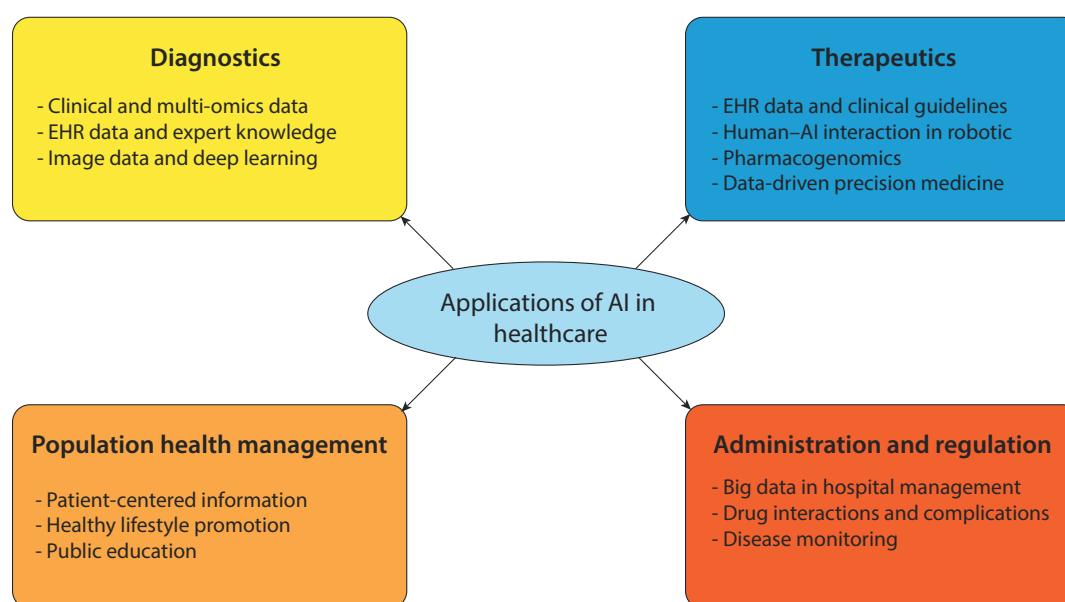 Diagnostics
- Clinical and multi-omics data
- EHR data and expert knowledge
- Image data and deep learning
Therapeutics
- EHR data and clinical guidelines
- Human–AI interaction in robotic
- Pharmacogenomics
- Data-driven precision medicine
Applications of AI in
healthcare
Population health management
- Patient-centered information
- Healthy lifestyle promotion
- Public education
Administration and regulation
- Big data in hospital management
- Drug interactions and complications
- Disease monitoring